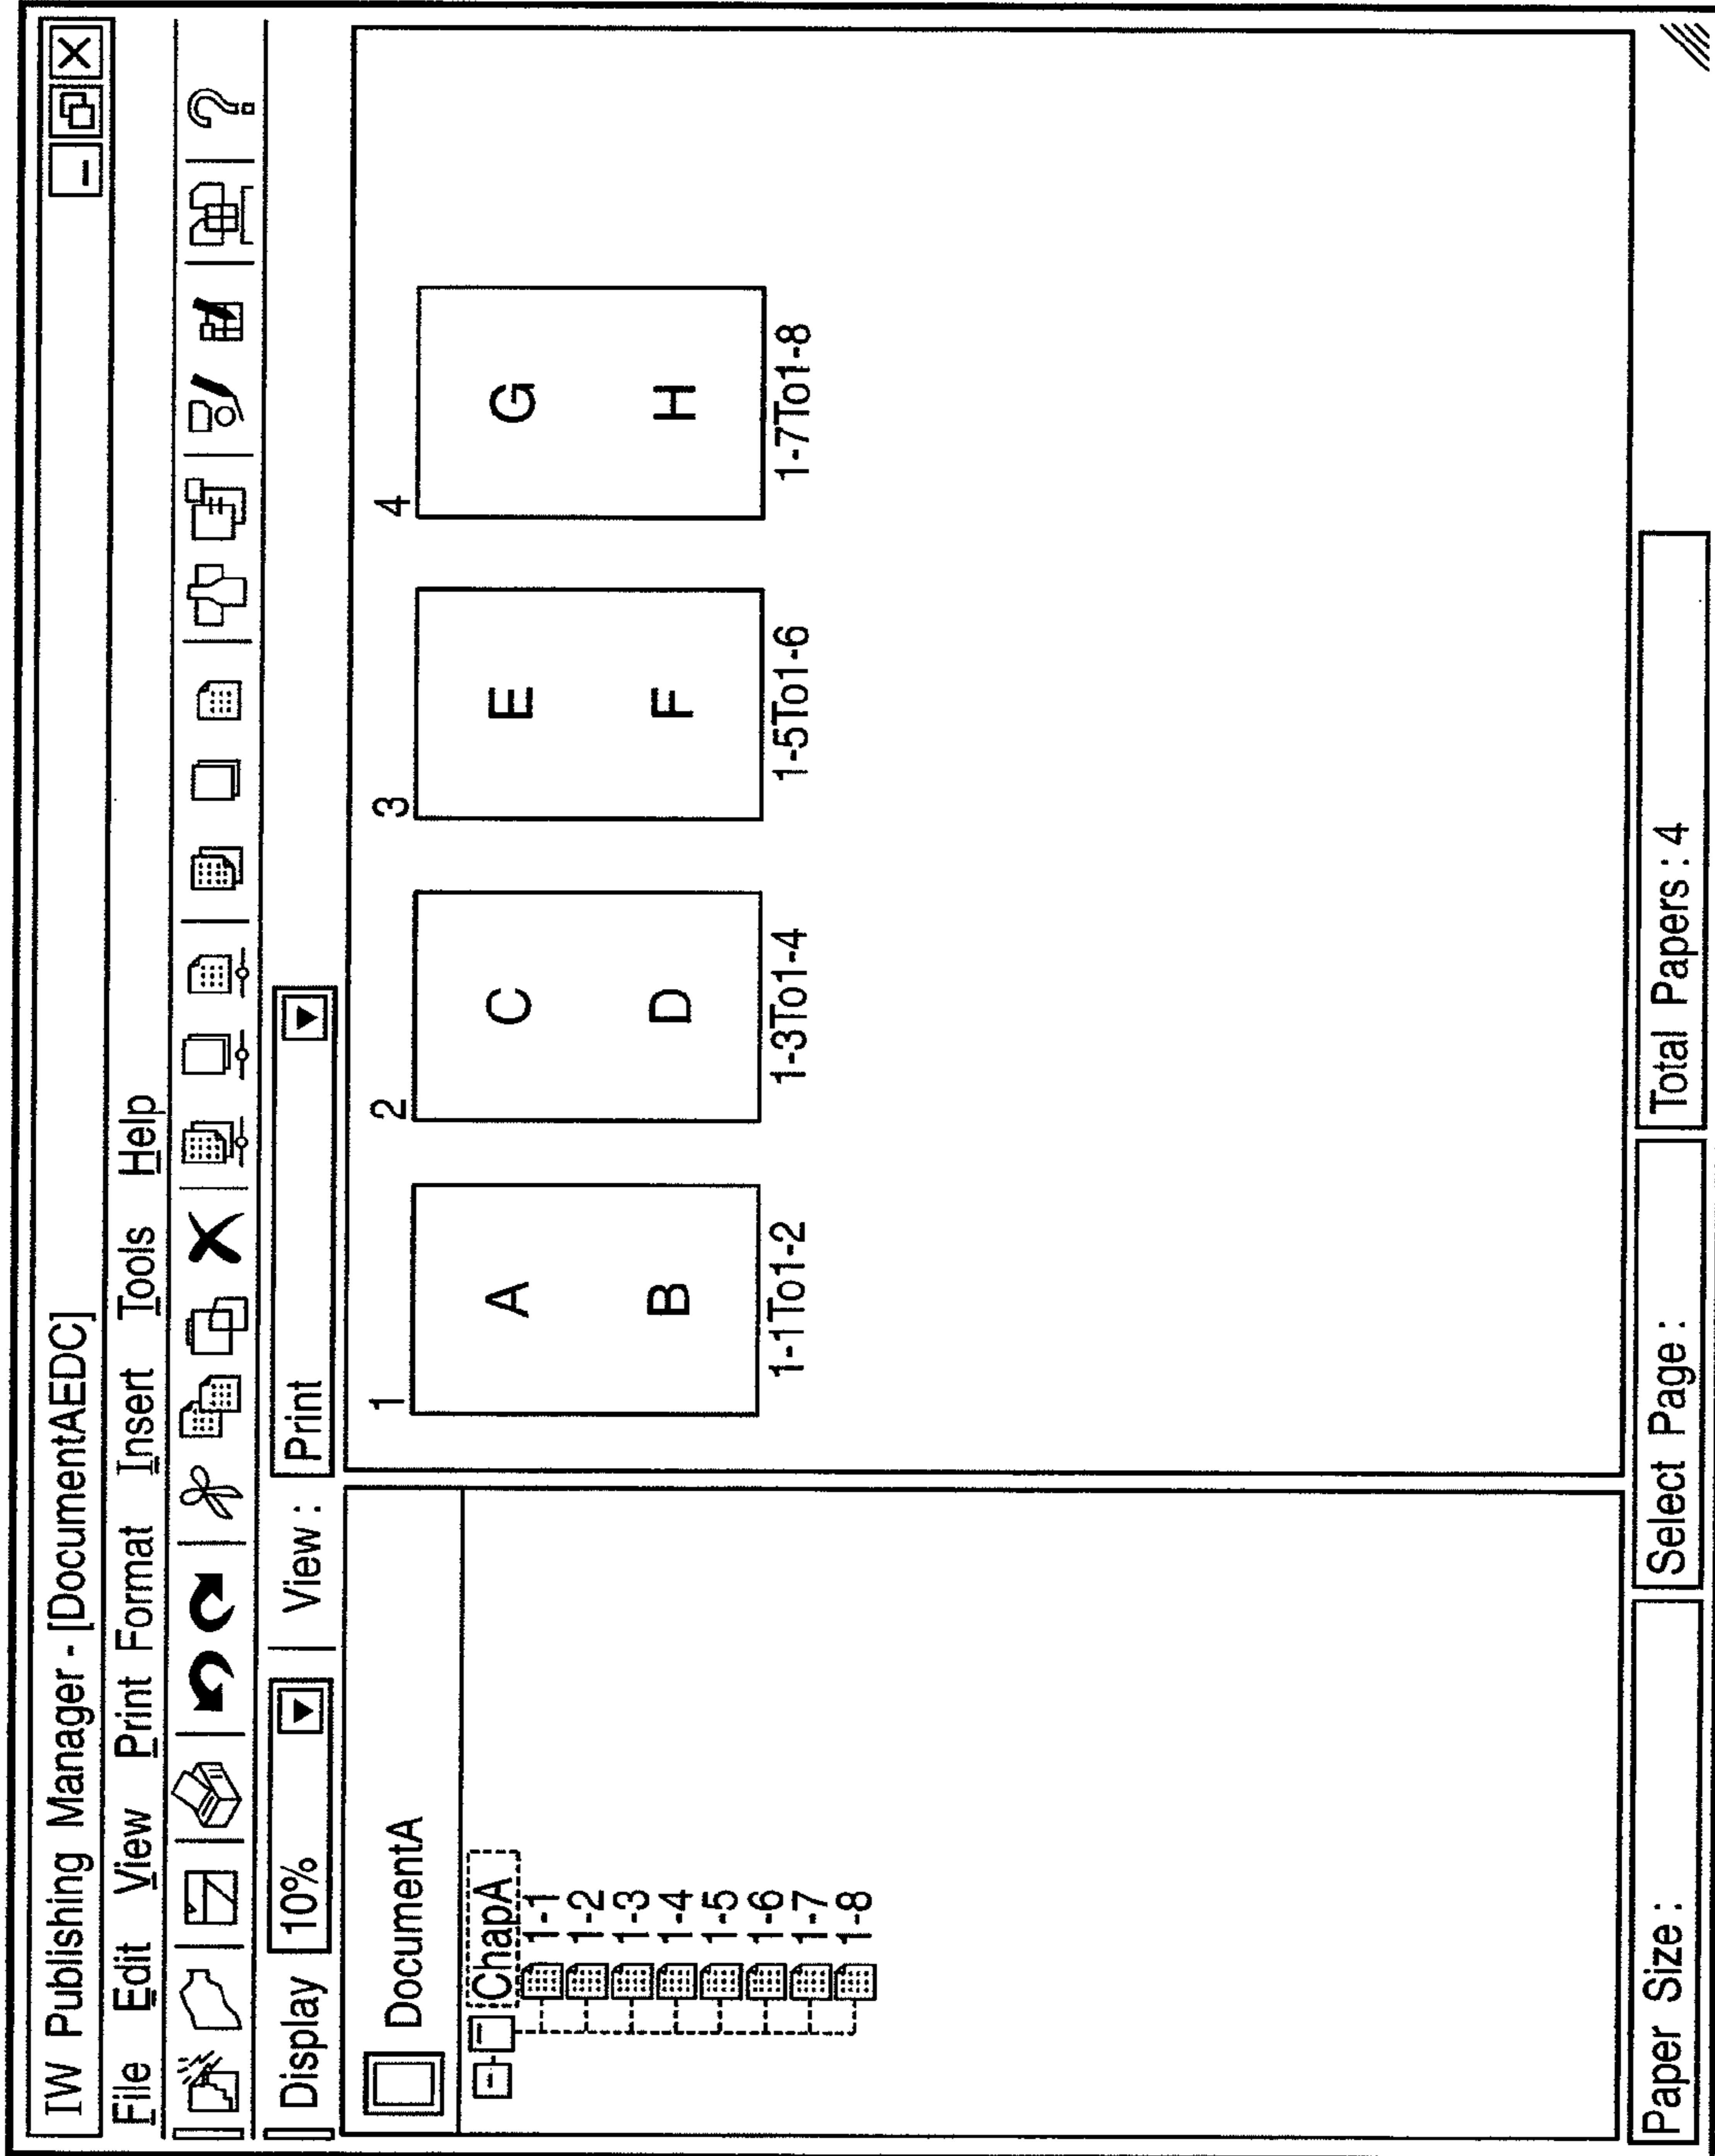 IW Publishing Manager - [DocumentAEDC]
File Edit View Print Format Insert Tools Help
Display 10% View : Print
DocumentA
ChapA
1-1
1-2
1-3
1-4
1-5
1-6
1-7
1-8
1 2 3 4
A C E G
B D F H
1-1To1-2 1-3To1-4 1-5To1-6 1-7To1-8
Paper Size : Select Page : Total Papers : 4